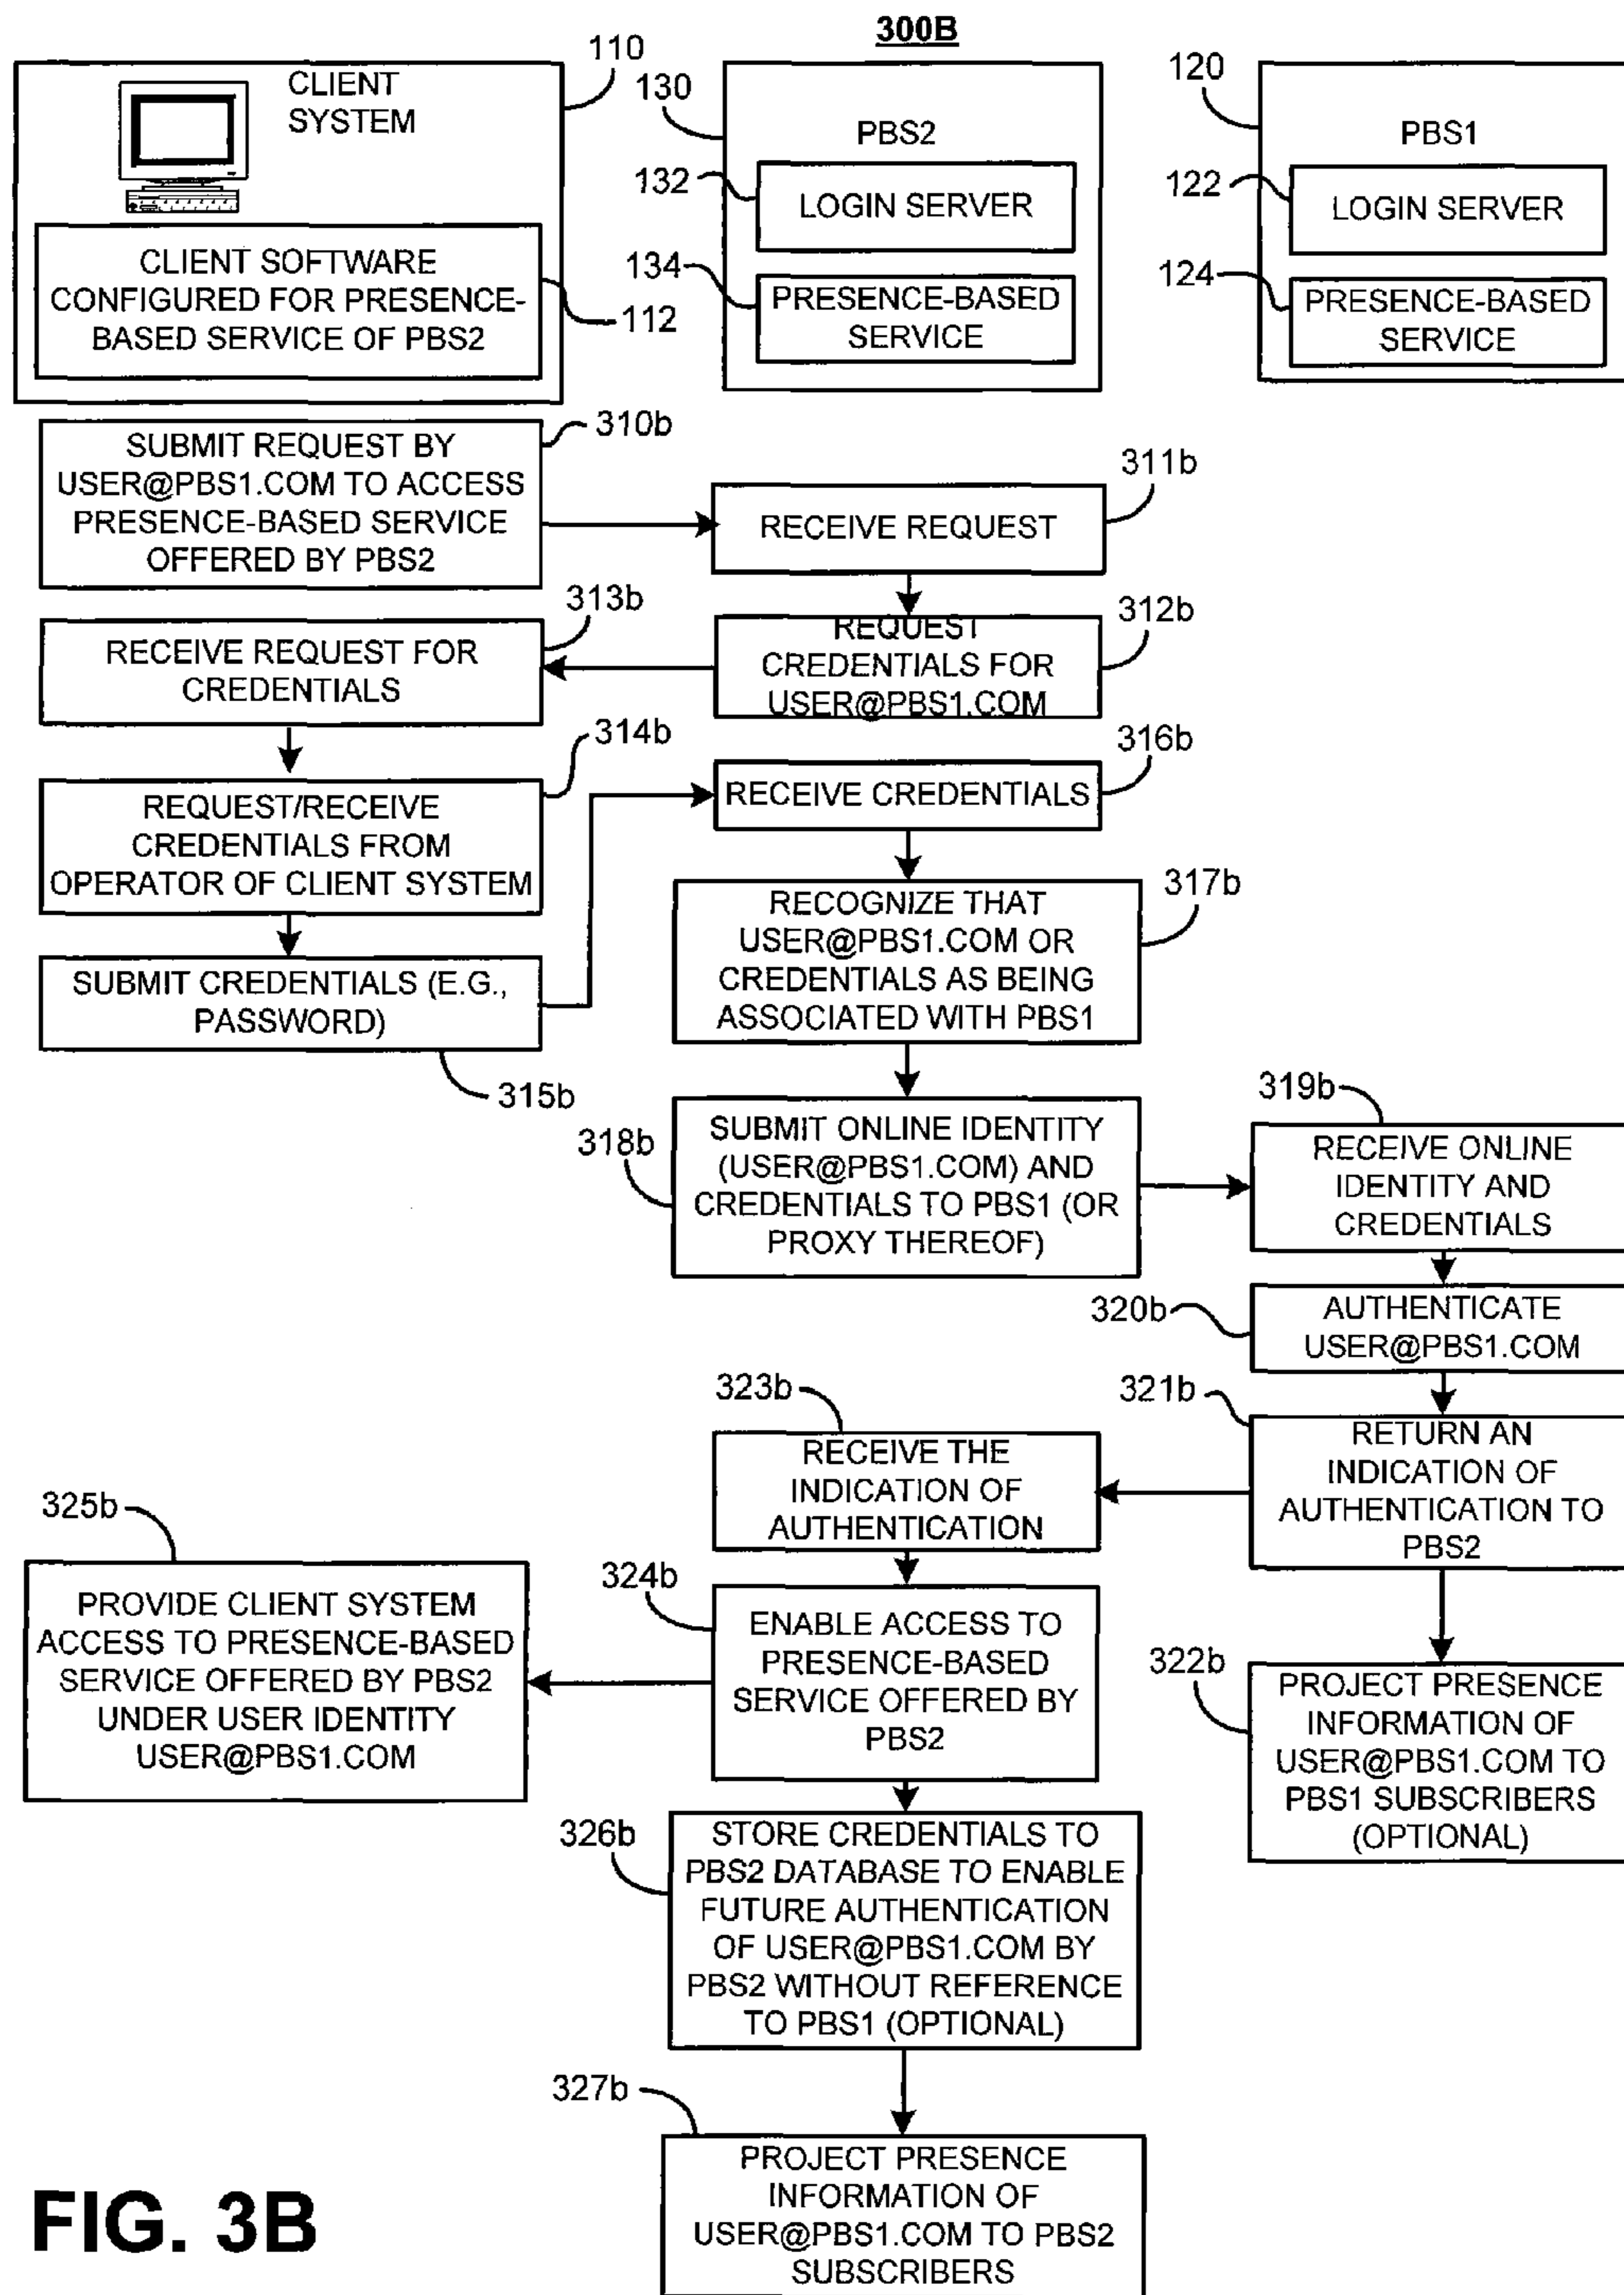 300B
110
CLIENT
SYSTEM
CLIENT SOFTWARE
CONFIGURED FOR PRESENCE-
BASED SERVICE OF PBS2
112
130
PBS2
132
LOGIN SERVER
134
PRESENCE-BASED
SERVICE
120
PBS1
122
LOGIN SERVER
124
PRESENCE-BASED
SERVICE
310b
SUBMIT REQUEST BY
USER@PBS1.COM TO ACCESS
PRESENCE-BASED SERVICE
OFFERED BY PBS2
311b
RECEIVE REQUEST
312b
REQUEST
CREDENTIALS FOR
USER@PBS1.COM
313b
RECEIVE REQUEST FOR
CREDENTIALS
314b
REQUEST/RECEIVE
CREDENTIALS FROM
OPERATOR OF CLIENT SYSTEM
SUBMIT CREDENTIALS (E.G.,
PASSWORD)
315b
316b
RECEIVE CREDENTIALS
317b
RECOGNIZE THAT
USER@PBS1.COM OR
CREDENTIALS AS BEING
ASSOCIATED WITH PBS1
318b
SUBMIT ONLINE IDENTITY
(USER@PBS1.COM) AND
CREDENTIALS TO PBS1 (OR
PROXY THEREOF)
319b
RECEIVE ONLINE
IDENTITY AND
CREDENTIALS
320b
AUTHENTICATE
USER@PBS1.COM
321b
RETURN AN
INDICATION OF
AUTHENTICATION TO
PBS2
322b
PROJECT PRESENCE
INFORMATION OF
USER@PBS1.COM TO
PBS1 SUBSCRIBERS
(OPTIONAL)
323b
RECEIVE THE
INDICATION OF
AUTHENTICATION
324b
ENABLE ACCESS TO
PRESENCE-BASED
SERVICE OFFERED BY
PBS2
325b
PROVIDE CLIENT SYSTEM
ACCESS TO PRESENCE-BASED
SERVICE OFFERED BY PBS2
UNDER USER IDENTITY
USER@PBS1.COM
326b
STORE CREDENTIALS TO
PBS2 DATABASE TO ENABLE
FUTURE AUTHENTICATION
OF USER@PBS1.COM BY
PBS2 WITHOUT REFERENCE
TO PBS1 (OPTIONAL)
327b
PROJECT PRESENCE
INFORMATION OF
USER@PBS1.COM TO PBS2
SUBSCRIBERS
FIG. 3B